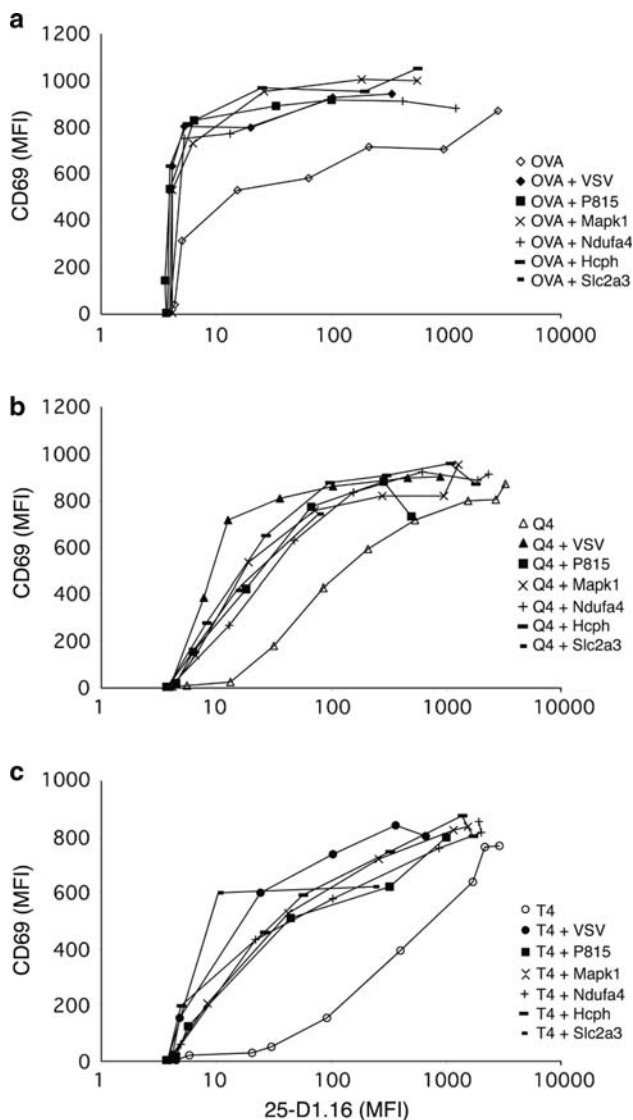 a
1200
1000
800
600
400
200
0
CD69 (MFI)
1
10
100
1000
10000
OVA
OVA + VSV
OVA + P815
OVA + Mapk1
OVA + Ndufa4
OVA + Hcph
OVA + Slc2a3
b
1200
1000
800
600
400
200
0
CD69 (MFI)
1
10
100
1000
10000
Q4
Q4 + VSV
Q4 + P815
Q4 + Mapk1
Q4 + Ndufa4
Q4 + Hcph
Q4 + Slc2a3
c
1000
800
600
400
200
0
CD69 (MFI)
1
10
100
1000
10000
T4
T4 + VSV
T4 + P815
T4 + Mapk1
T4 + Ndufa4
T4 + Hcph
T4 + Slc2a3
25-D1.16 (MFI)